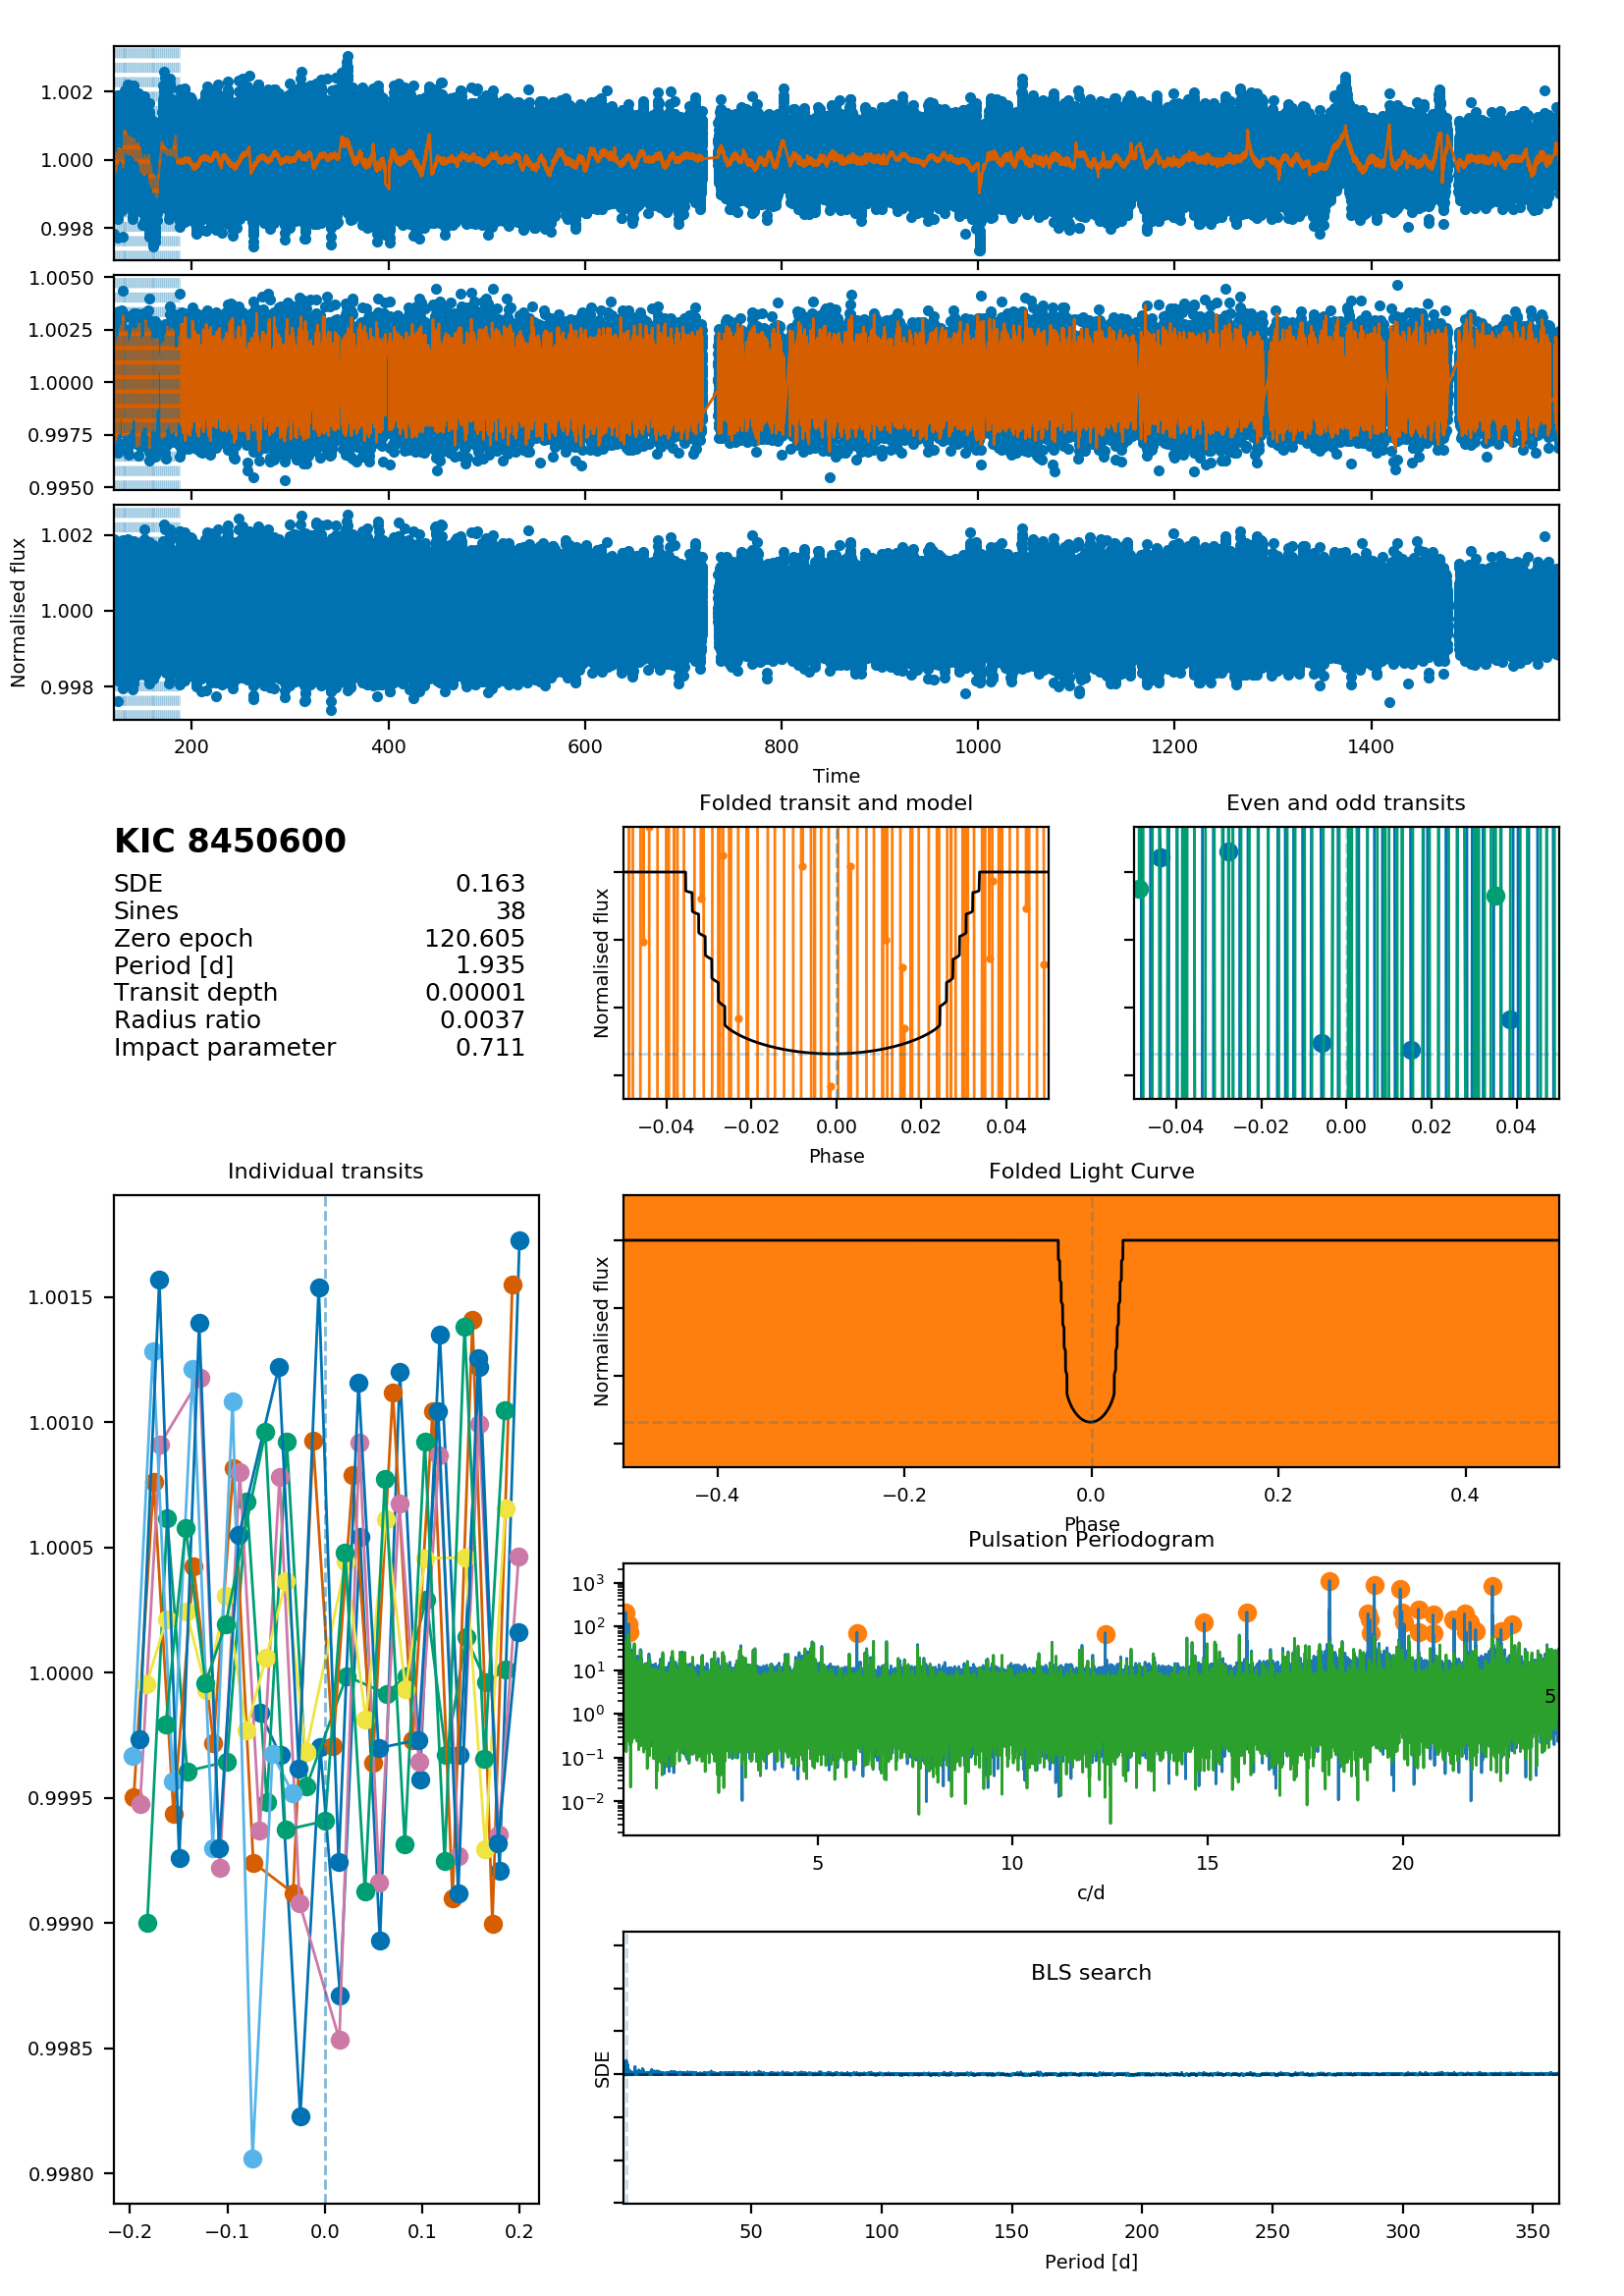 1.002
1.000
0.998
1.0050
1.0025
1.0000
0.9975
0.9950
1.002
1.000
0.998
Normalised flux
200 400 600 800 1000 1200 1400
Time
KIC 8450600
SDE 0.163
Sines 38
Zero epoch 120.605
Period [d] 1.935
Transit depth 0.00001
Radius ratio 0.0037
Impact parameter 0.711
Folded transit and model
Normalised flux
−0.04 −0.02 0.00 0.02 0.04
Phase
Even and odd transits
−0.04 −0.02 0.00 0.02 0.04
Individual transits
1.0015
1.0010
1.0005
1.0000
0.9995
0.9990
0.9985
0.9980
−0.2 −0.1 0.0 0.1 0.2
Folded Light Curve
Normalised flux
−0.4 −0.2 0.0 0.2 0.4
Phase
Pulsation Periodogram
10³
10²
10¹
10⁰
10⁻¹
10⁻²
5
5 10 15 20
c/d
BLS search
SDE
50 100 150 200 250 300 350
Period [d]